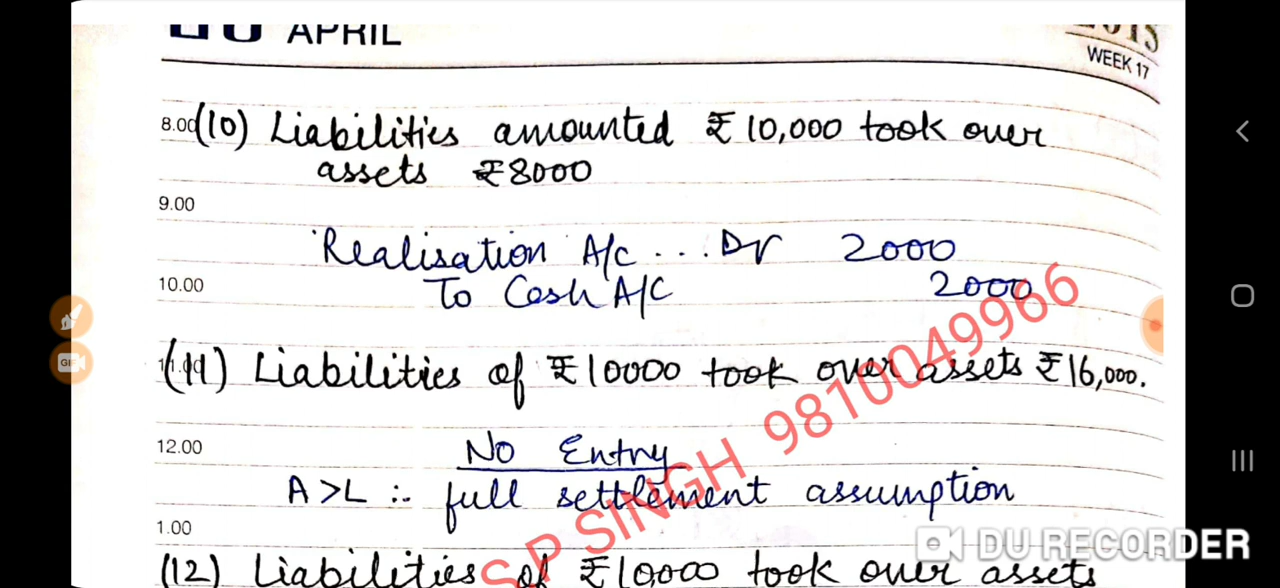 APRIL
WEEK 17
8.00 (10) Liabilities amounted ₹ 10,000 took over
assets ₹8000
9.00
Realisation A/c ... Dr 2000
10.00 To Cash A/C 2000
11.00 (11) Liabilities of ₹10000 took over assets ₹16,000.
12.00 No Entry
A>L :- full settlement assumption
1.00
(12) Liabilities of ₹10000 took over assets
S.P SINGH 9810049966
GIF
DU RECORDER